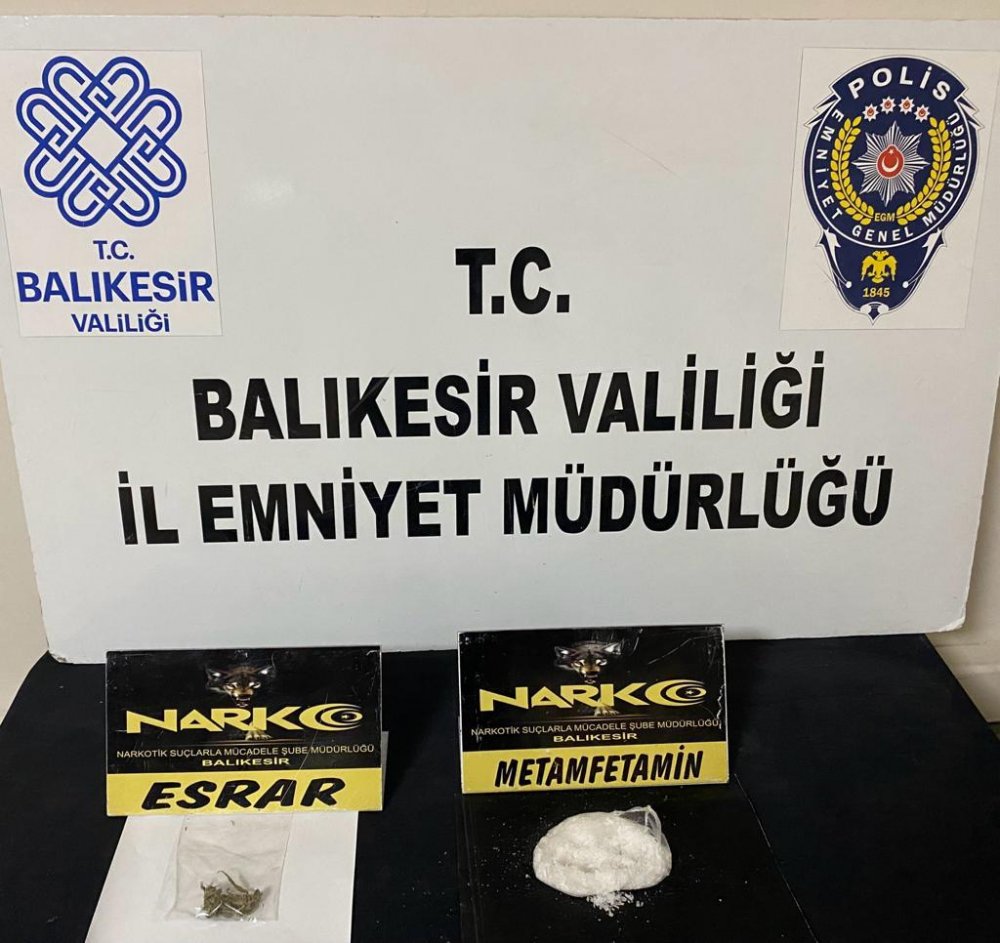 T.C.
BALIKESİR
VALİLİĞİ
POLİS
EMNİYET GENEL MÜDÜRLÜĞÜ
EGM
1845
T.C.
BALIKESİR VALİLİĞİ
İL EMNİYET MÜDÜRLÜĞÜ
NARKO
NARKOTİK SUÇLARLA MÜCADELE ŞUBE MÜDÜRLÜĞÜ
BALIKESİR
ESRAR
NARKO
NARKOTİK SUÇLARLA MÜCADELE ŞUBE MÜDÜRLÜĞÜ
BALIKESİR
METAMFETAMİN